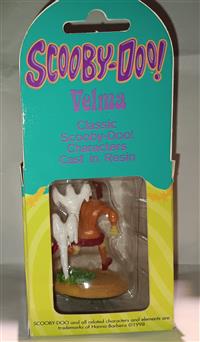 SCOOBY-DOO!
Velma
Classic
Scooby-Doo!
Characters
Cast in Resin
SCOOBY-DOO and all related characters and elements are
trademarks of Hanna-Barbera ©1998